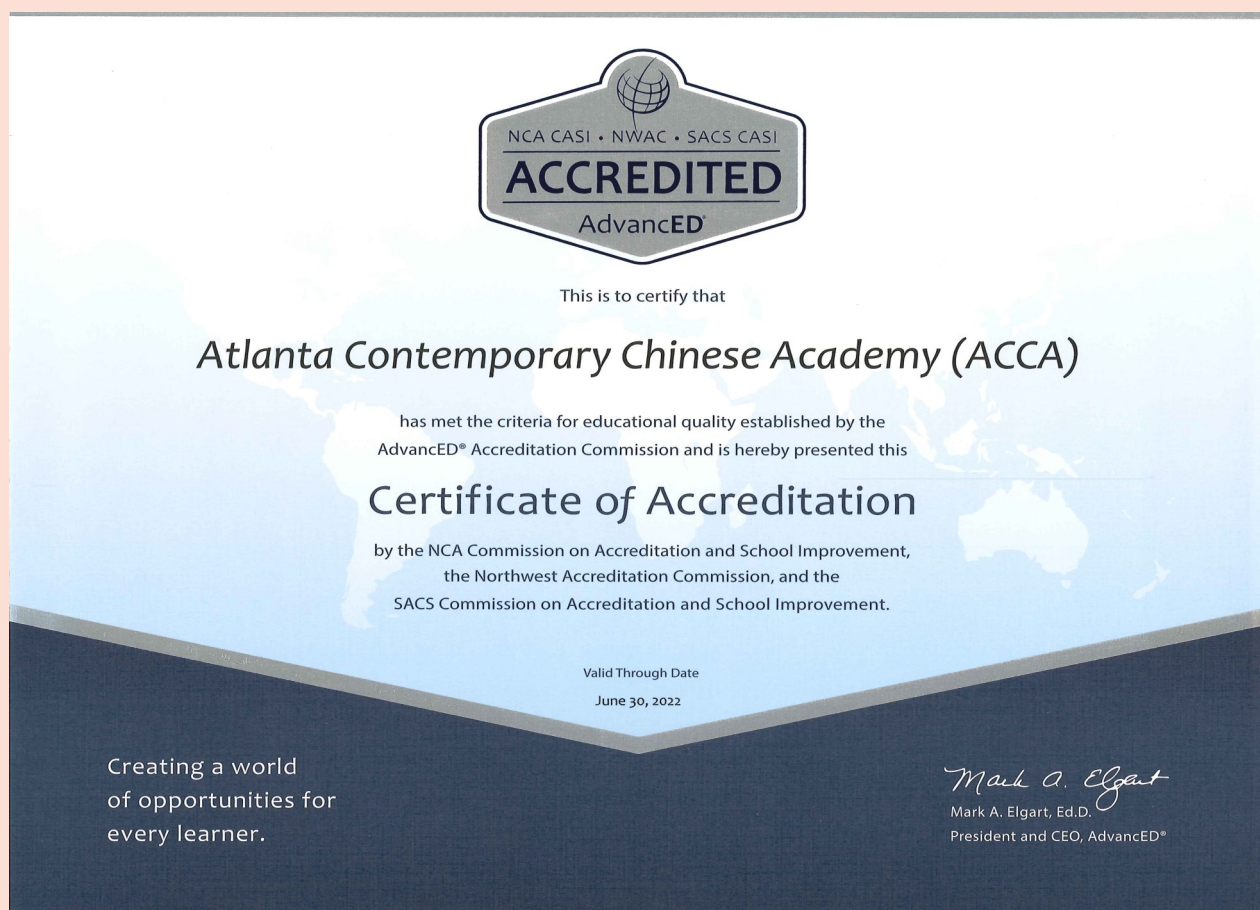 NCA CASI • NWAC • SACS CASI
ACCREDITED
AdvancED®
This is to certify that
Atlanta Contemporary Chinese Academy (ACCA)
has met the criteria for educational quality established by the
AdvancED® Accreditation Commission and is hereby presented this
Certificate of Accreditation
by the NCA Commission on Accreditation and School Improvement,
the Northwest Accreditation Commission, and the
SACS Commission on Accreditation and School Improvement.
Valid Through Date
June 30, 2022
Creating a world
of opportunities for
every learner.
Mark A. Elgart
Mark A. Elgart, Ed.D.
President and CEO, AdvancED®